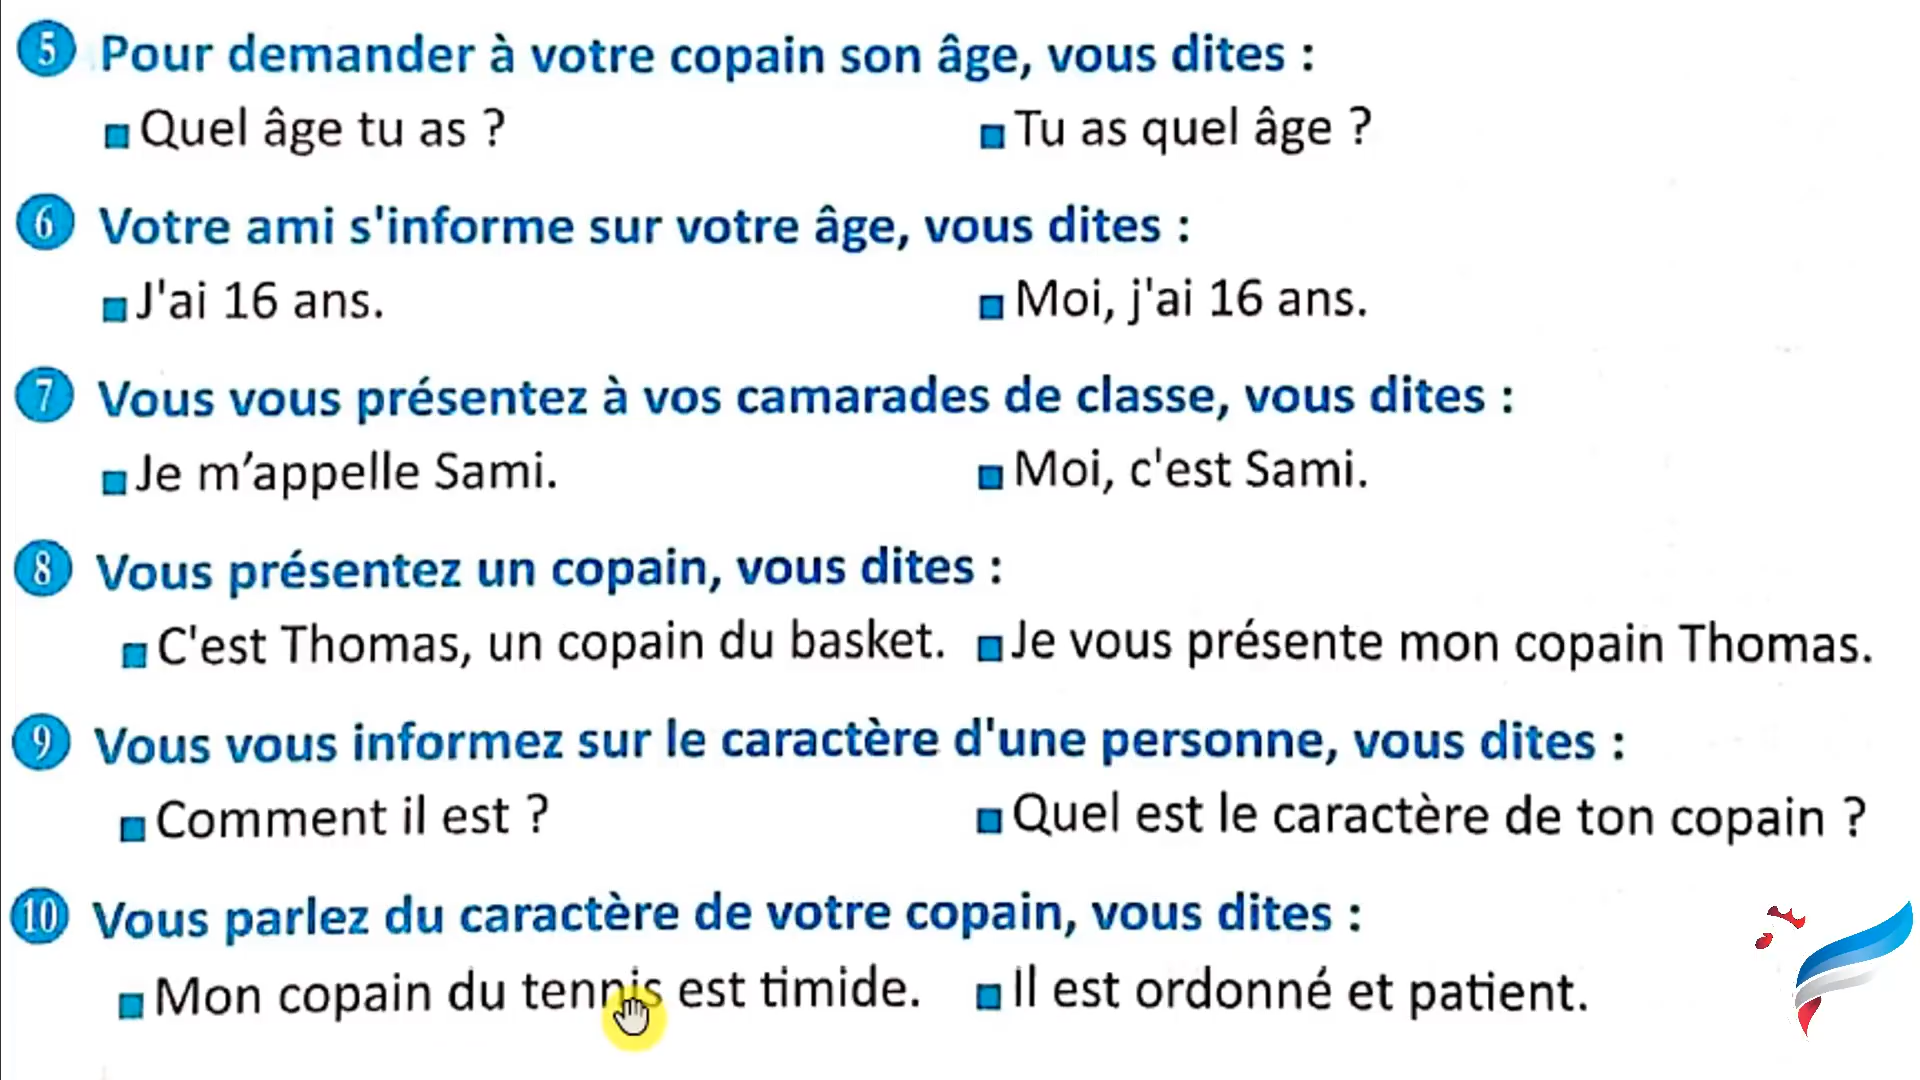 5 Pour demander à votre copain son âge, vous dites :
Quel âge tu as ? Tu as quel âge ?
6 Votre ami s'informe sur votre âge, vous dites :
J'ai 16 ans. Moi, j'ai 16 ans.
7 Vous vous présentez à vos camarades de classe, vous dites :
Je m’appelle Sami. Moi, c'est Sami.
8 Vous présentez un copain, vous dites :
C'est Thomas, un copain du basket. Je vous présente mon copain Thomas.
9 Vous vous informez sur le caractère d'une personne, vous dites :
Comment il est ? Quel est le caractère de ton copain ?
10 Vous parlez du caractère de votre copain, vous dites :
Mon copain du tennis est timide. Il est ordonné et patient.